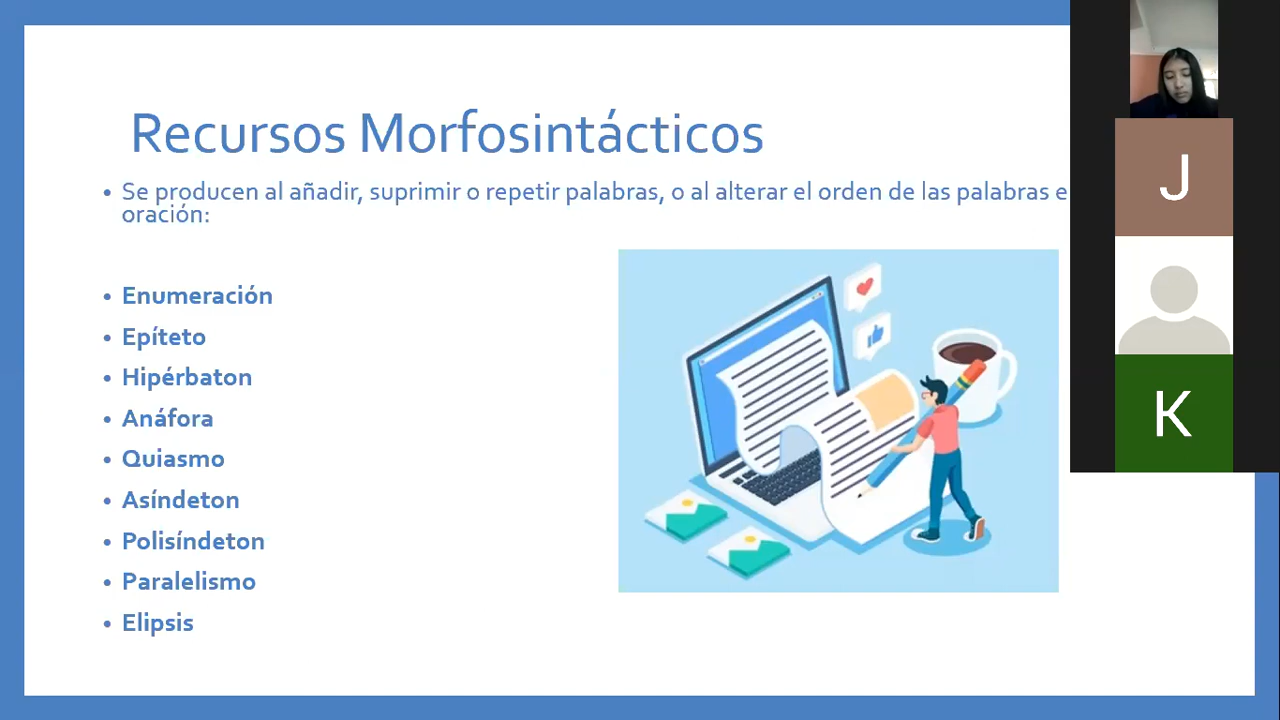 Recursos Morfosintácticos
• Se producen al añadir, suprimir o repetir palabras, o al alterar el orden de las palabras e
oración:
• Enumeración
• Epíteto
• Hipérbaton
• Anáfora
• Quiasmo
• Asíndeton
• Polisíndeton
• Paralelismo
• Elipsis
J
K